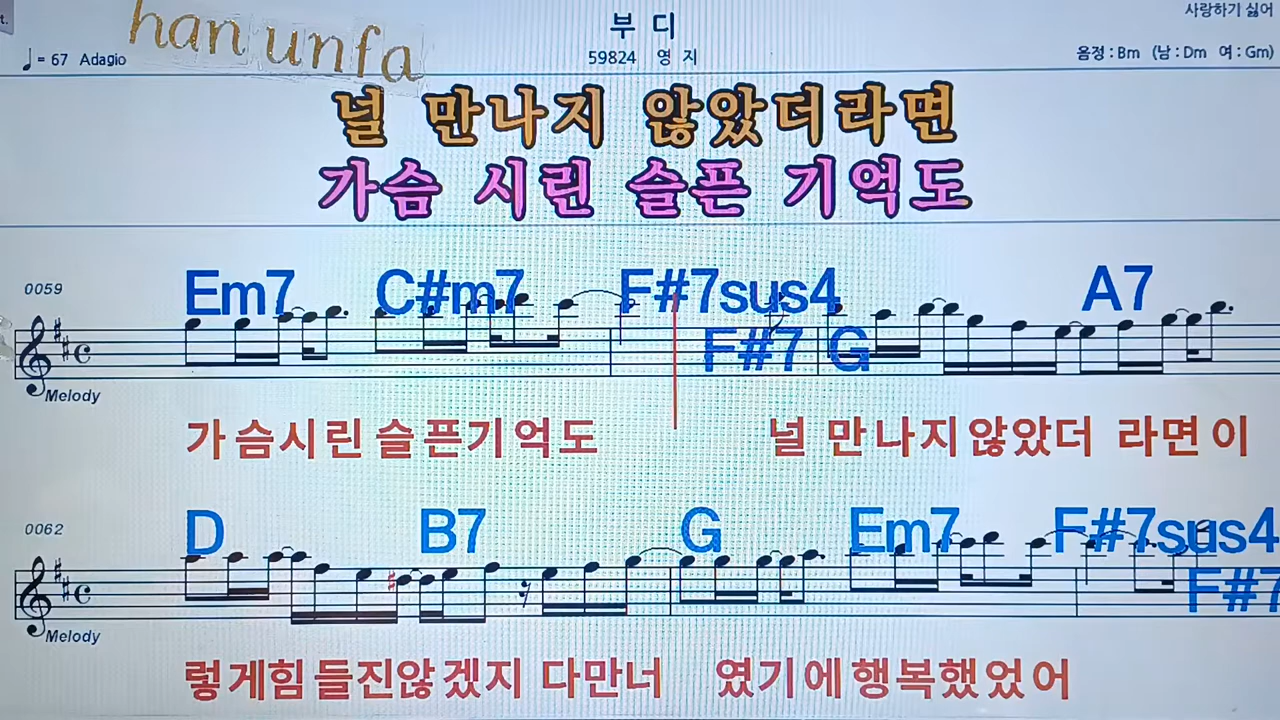 t.
han unfa
부 디
사랑하기 싫어
♩= 67 Adagio
59824 영 지
음정 : Bm (남 : Dm 여 : Gm)
널 만나지 않았더라면
가슴 시린 슬픈 기억도
0059
Em7 C#m7 F#7sus4 A7
F#7 G
Melody
가슴시린슬픈기억도 널 만나지않았더 라면이
0062
D B7 G Em7 F#7sus4
F#7
Melody
렇게힘들진않겠지 다만너 였기에행복했었어